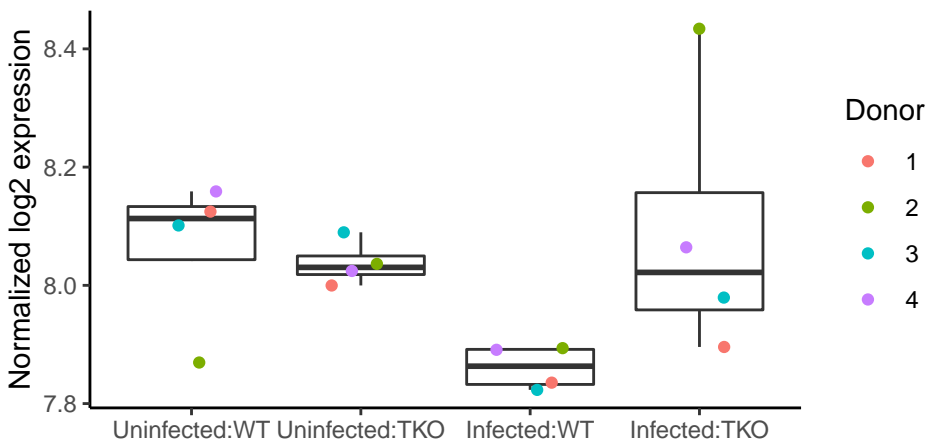 Normalized log2 expression
8.4
8.2
8.0
7.8
Uninfected:WT
Uninfected:TKO
Infected:WT
Infected:TKO
Donor
1
2
3
4